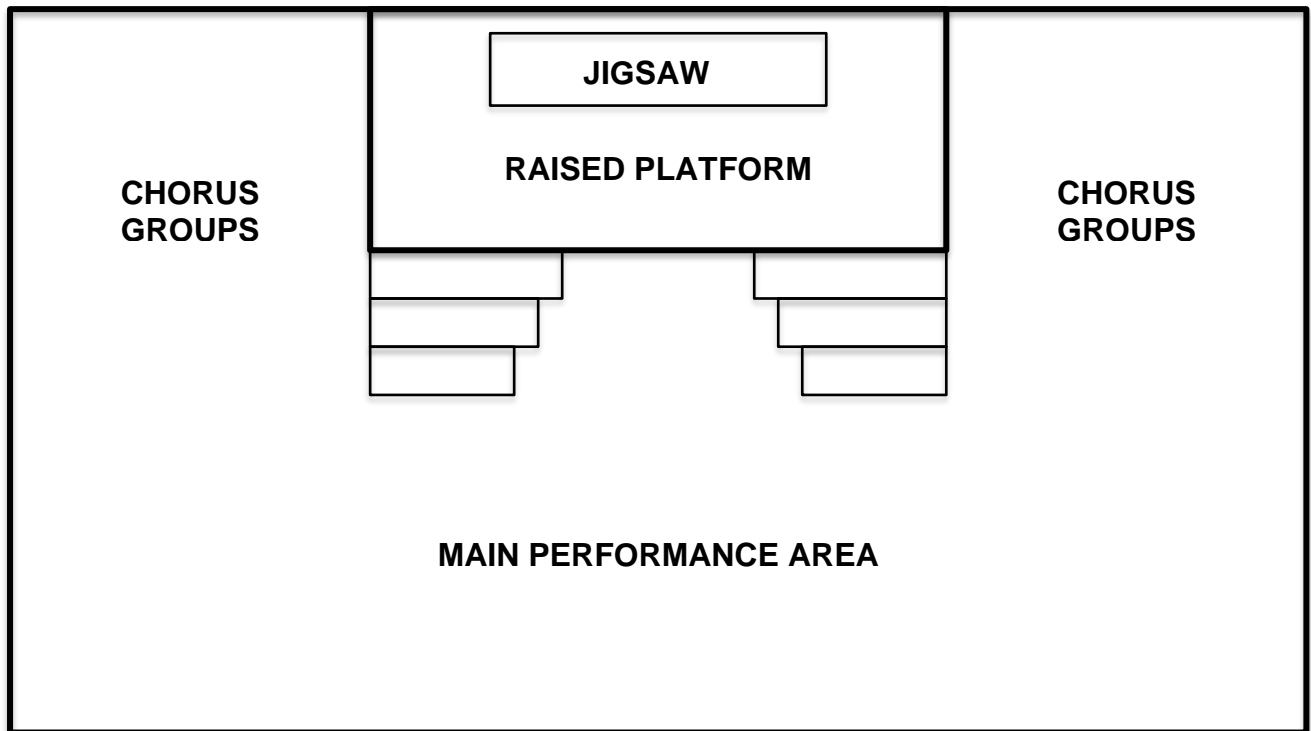 JIGSAW
RAISED PLATFORM
CHORUS
GROUPS
CHORUS
GROUPS
MAIN PERFORMANCE AREA